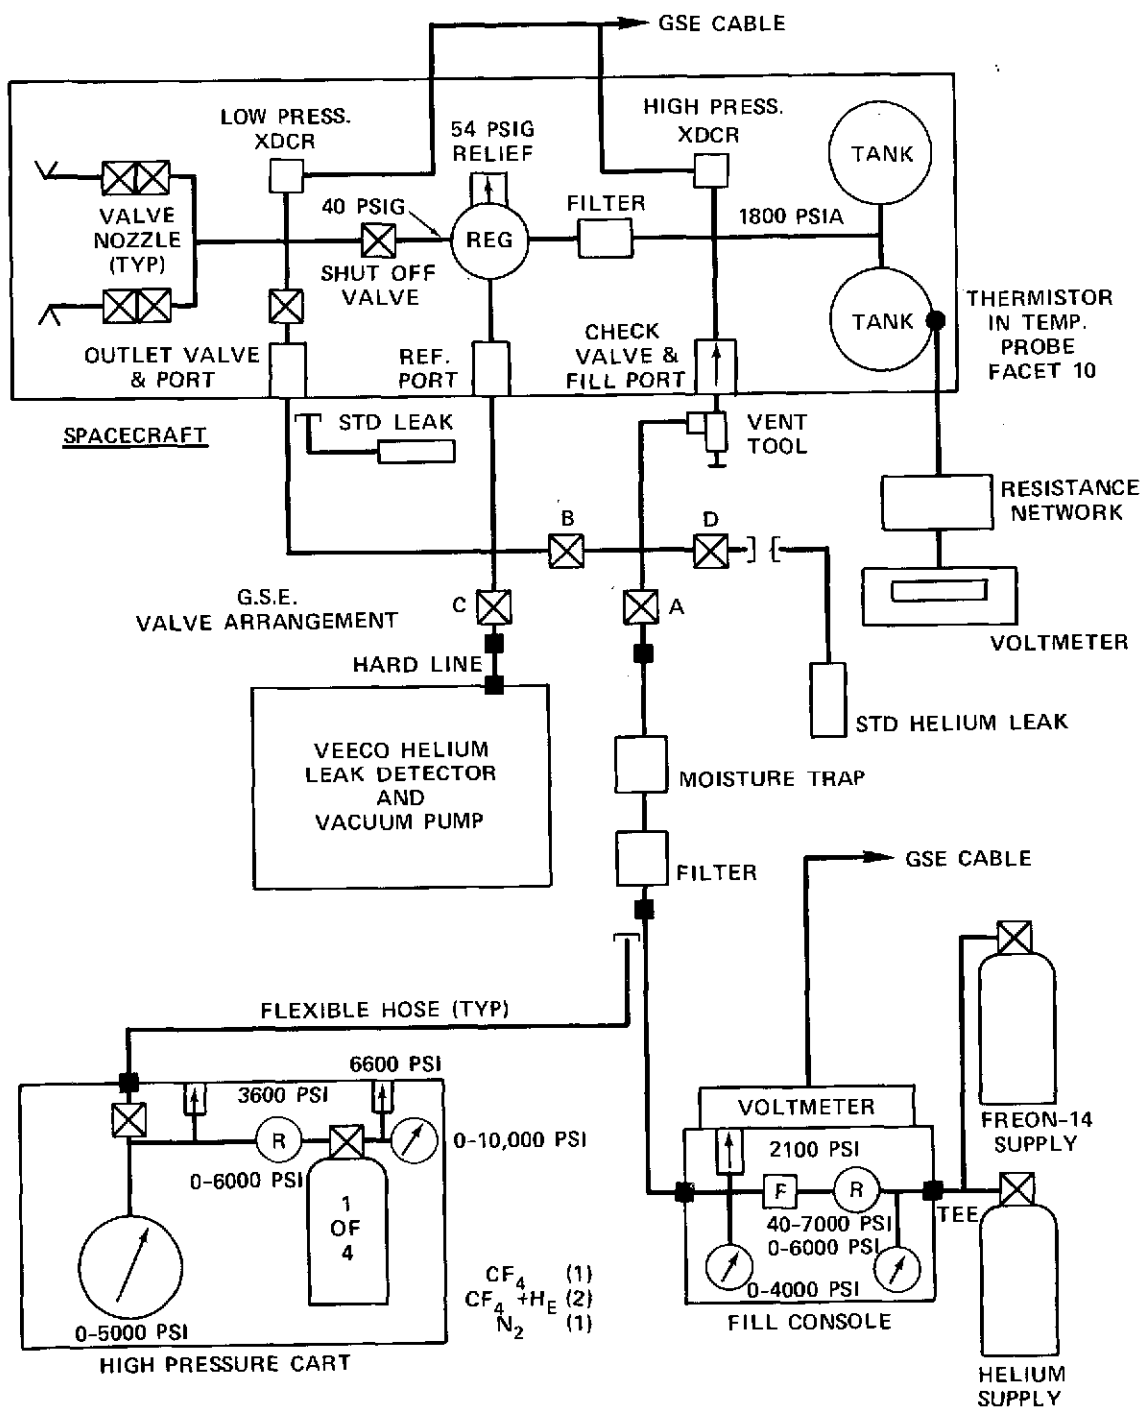 GSE CABLE
LOW PRESS.
XDCR
54 PSIG
RELIEF
HIGH PRESS.
XDCR
TANK
40 PSIG
FILTER
1800 PSIA
VALVE
NOZZLE
(TYP)
REG
SHUT OFF
VALVE
TANK
THERMISTOR
IN TEMP.
PROBE
FACET 10
OUTLET VALVE
& PORT
REF.
PORT
CHECK
VALVE &
FILL PORT
SPACECRAFT
STD LEAK
VENT
TOOL
RESISTANCE
NETWORK
B
D
G.S.E.
VALVE ARRANGEMENT
C
A
VOLTMETER
HARD LINE
STD HELIUM LEAK
VEECO HELIUM
LEAK DETECTOR
AND
VACUUM PUMP
MOISTURE TRAP
FILTER
GSE CABLE
FLEXIBLE HOSE (TYP)
6600 PSI
3600 PSI
R
0-10,000 PSI
0-6000 PSI
1
OF
4
0-5000 PSI
CF4 (1)
CF4 +HE (2)
N2 (1)
HIGH PRESSURE CART
VOLTMETER
2100 PSI
F
R
40-7000 PSI
0-6000 PSI
0-4000 PSI
TEE
FILL CONSOLE
FREON-14
SUPPLY
HELIUM
SUPPLY